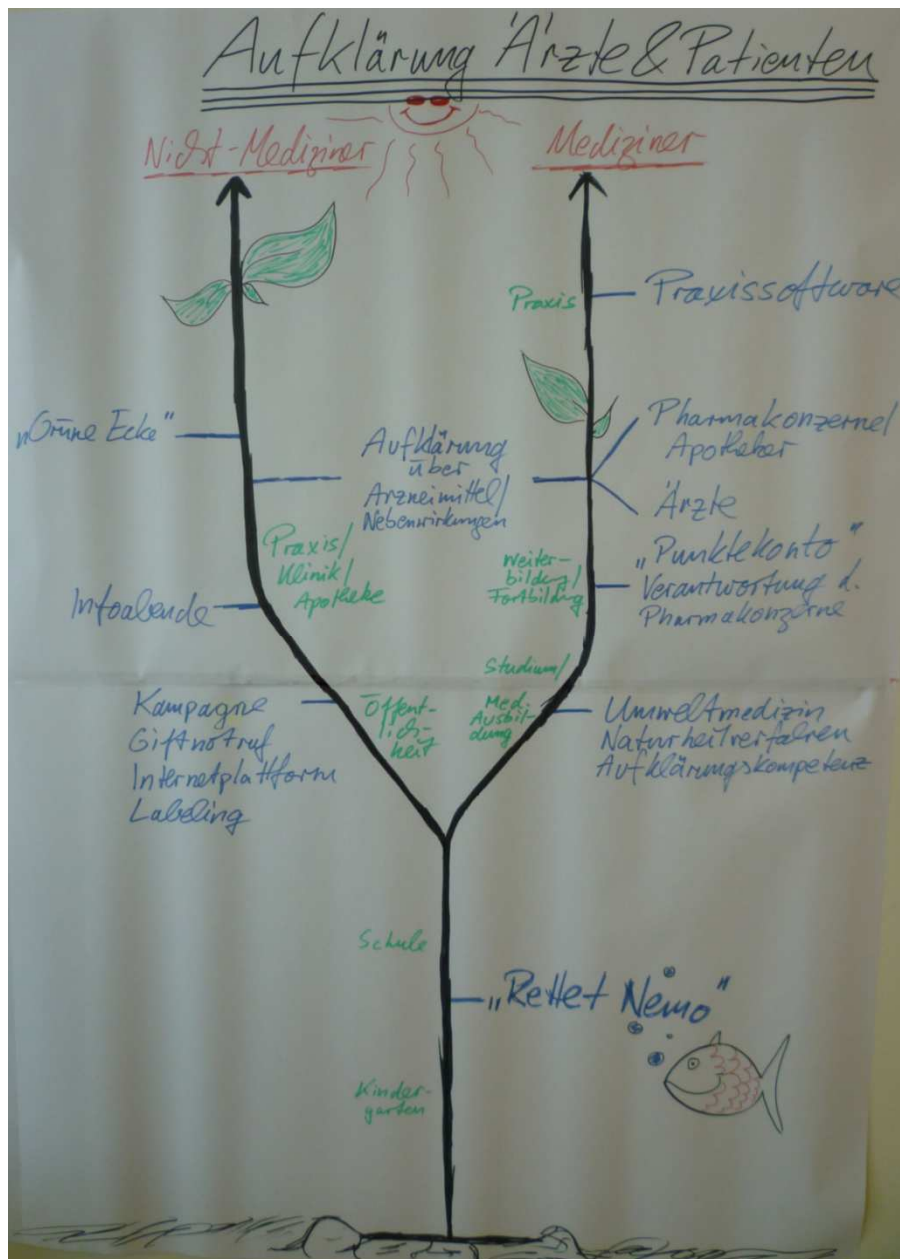 Aufklärung Ärzte & Patienten
Nicht-Mediziner
Mediziner
Praxis
Praxissoftware
„Grüne Ecke"
Aufklärung
über
Arzneimittel/
Nebenwirkungen
Pharmakonzerne/
Apotheker
Ärzte
Praxis/
Klinik/
Apotheke
Weiter-
bildung/
Fortbildung
„Punktekonto"
Verantwortung d.
Pharmakonzerne
Infoabende
Kampagne
Giftnotruf
Internetplattform
Labeling
Öffent-
lich-
keit
Studium/
Med.
Ausbil-
dung
Umweltmedizin
Naturheilverfahren
Aufklärungskompetenz
Schule
„Rettet Nemo"
Kinder-
garten